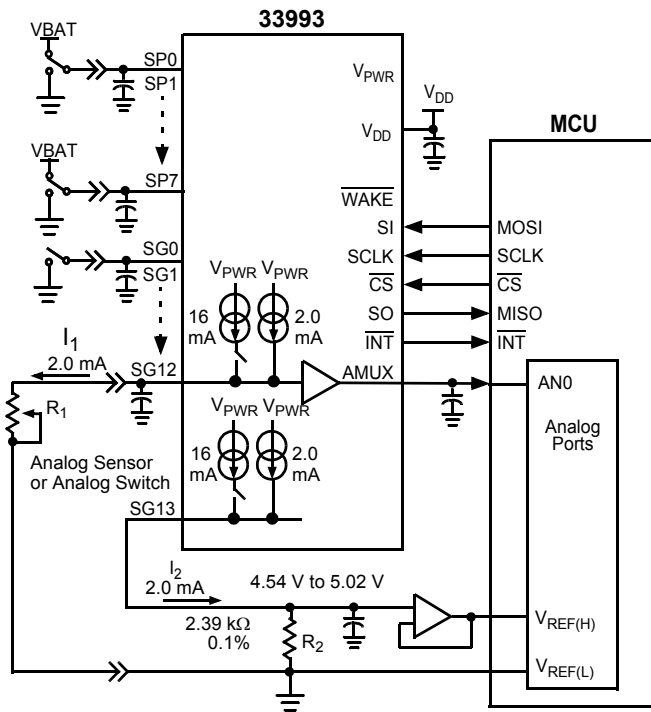 33993
MCU
VBAT
SP0
SP1
VPWR
VDD
VDD
VBAT
SP7
SG0
SG1
WAKE
SI
SCLK
CS
SO
INT
MOSI
SCLK
CS
MISO
INT
VPWR VPWR
16 mA
2.0 mA
I1
2.0 mA
SG12
AMUX
AN0
Analog
Ports
R1
VPWR VPWR
16 mA
2.0 mA
Analog Sensor
or Analog Switch
SG13
I2
2.0 mA
4.54 V to 5.02 V
2.39 kΩ
0.1%
R2
VREF(H)
VREF(L)